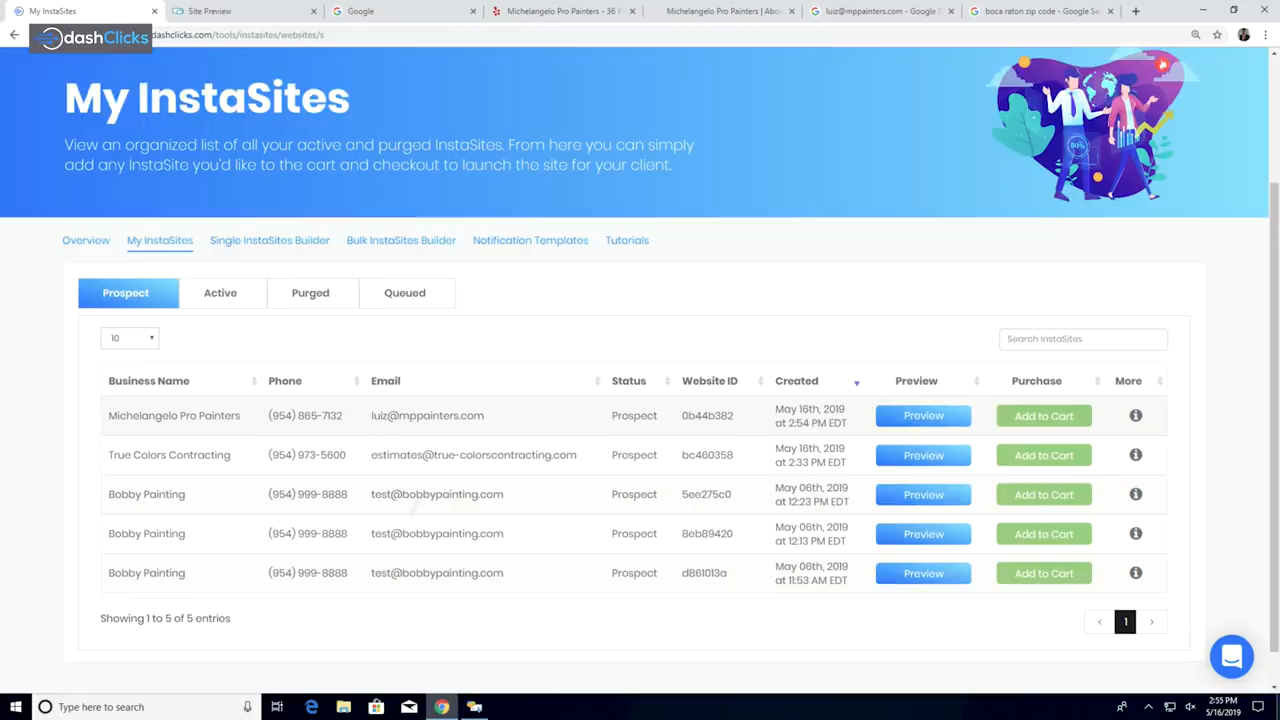 My InstaSites
Site Preview
Google
Michelangelo Pro Painters - 36 P
Michelangelo Pro Painters | Abo
luiz@mppainters.com - Google S
boca raton zip code - Google Se
dashClicks
dashclicks.com/tools/instasites/websites/s
My InstaSites
View an organized list of all your active and purged InstaSites. From here you can simply
add any InstaSite you'd like to the cart and checkout to launch the site for your client.
80%
Overview My InstaSites Single InstaSites Builder Bulk InstaSites Builder Notification Templates Tutorials
Prospect Active Purged Queued
10
Search InstaSites
Business Name Phone Email Status Website ID Created Preview Purchase More
Michelangelo Pro Painters (954) 865-7132 luiz@mppainters.com Prospect 0b44b382 May 16th, 2019 Preview Add to Cart
at 2:54 PM EDT
True Colors Contracting (954) 973-5600 estimates@true-colorscontracting.com Prospect bc460358 May 16th, 2019 Preview Add to Cart
at 2:33 PM EDT
Bobby Painting (954) 999-8888 test@bobbypainting.com Prospect 5ee275c0 May 06th, 2019 Preview Add to Cart
at 12:23 PM EDT
Bobby Painting (954) 999-8888 test@bobbypainting.com Prospect 8eb89420 May 06th, 2019 Preview Add to Cart
at 12:13 PM EDT
Bobby Painting (954) 999-8888 test@bobbypainting.com Prospect d861013a May 06th, 2019 Preview Add to Cart
at 11:53 AM EDT
Showing 1 to 5 of 5 entries
< 1 >
Type here to search
2:55 PM
5/16/2019